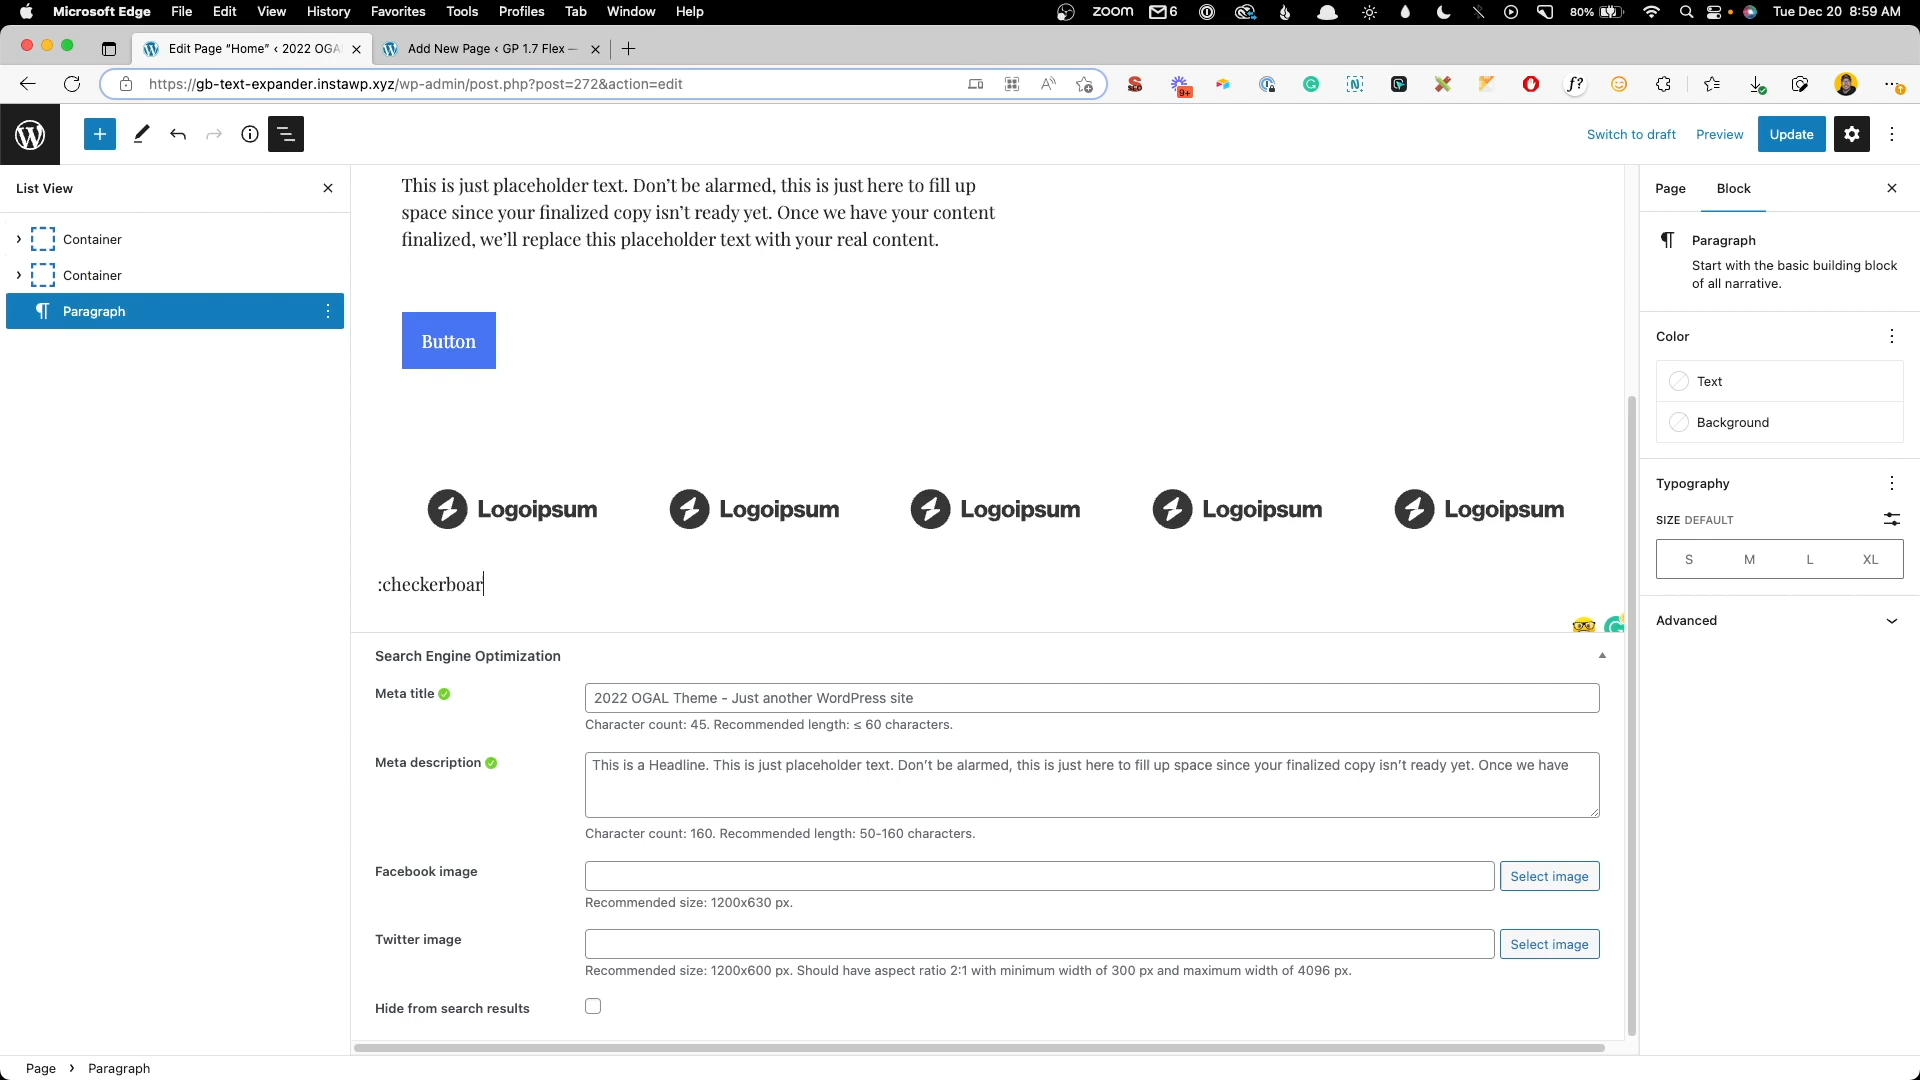 Microsoft Edge File Edit View History Favorites Tools Profiles Tab Window Help zoom 6 80% Tue Dec 20 8:59 AM
Edit Page “Home” ‹ 2022 OGA Add New Page ‹ GP 1.7 Flex —
https://gb-text-expander.instawp.xyz/wp-admin/post.php?post=272&action=edit 9+
Switch to draft Preview Update
List View
Container
Container
Paragraph
This is just placeholder text. Don’t be alarmed, this is just here to fill up
space since your finalized copy isn’t ready yet. Once we have your content
finalized, we’ll replace this placeholder text with your real content.
Button
Logoipsum Logoipsum Logoipsum Logoipsum Logoipsum
:checkerboar
Search Engine Optimization
Meta title
2022 OGAL Theme - Just another WordPress site
Character count: 45. Recommended length: ≤ 60 characters.
Meta description
This is a Headline. This is just placeholder text. Don’t be alarmed, this is just here to fill up space since your finalized copy isn’t ready yet. Once we have
Character count: 160. Recommended length: 50-160 characters.
Facebook image
Select image
Recommended size: 1200x630 px.
Twitter image
Select image
Recommended size: 1200x600 px. Should have aspect ratio 2:1 with minimum width of 300 px and maximum width of 4096 px.
Hide from search results
Page Block
Paragraph
Start with the basic building block
of all narrative.
Color
Text
Background
Typography
SIZE DEFAULT
S M L XL
Advanced
Page › Paragraph